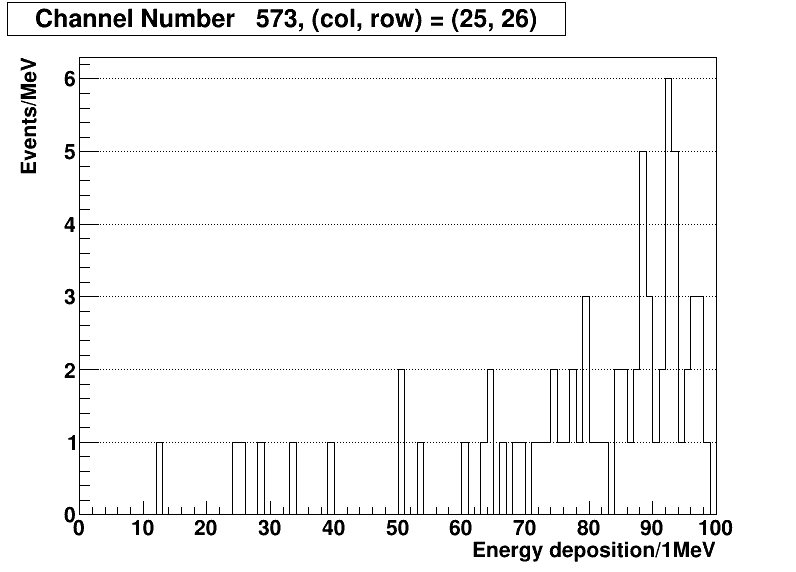 Channel Number   573, (col, row) = (25, 26)
Events/MeV
6
5
4
3
2
1
0
0 10 20 30 40 50 60 70 80 90 100
Energy deposition/1MeV